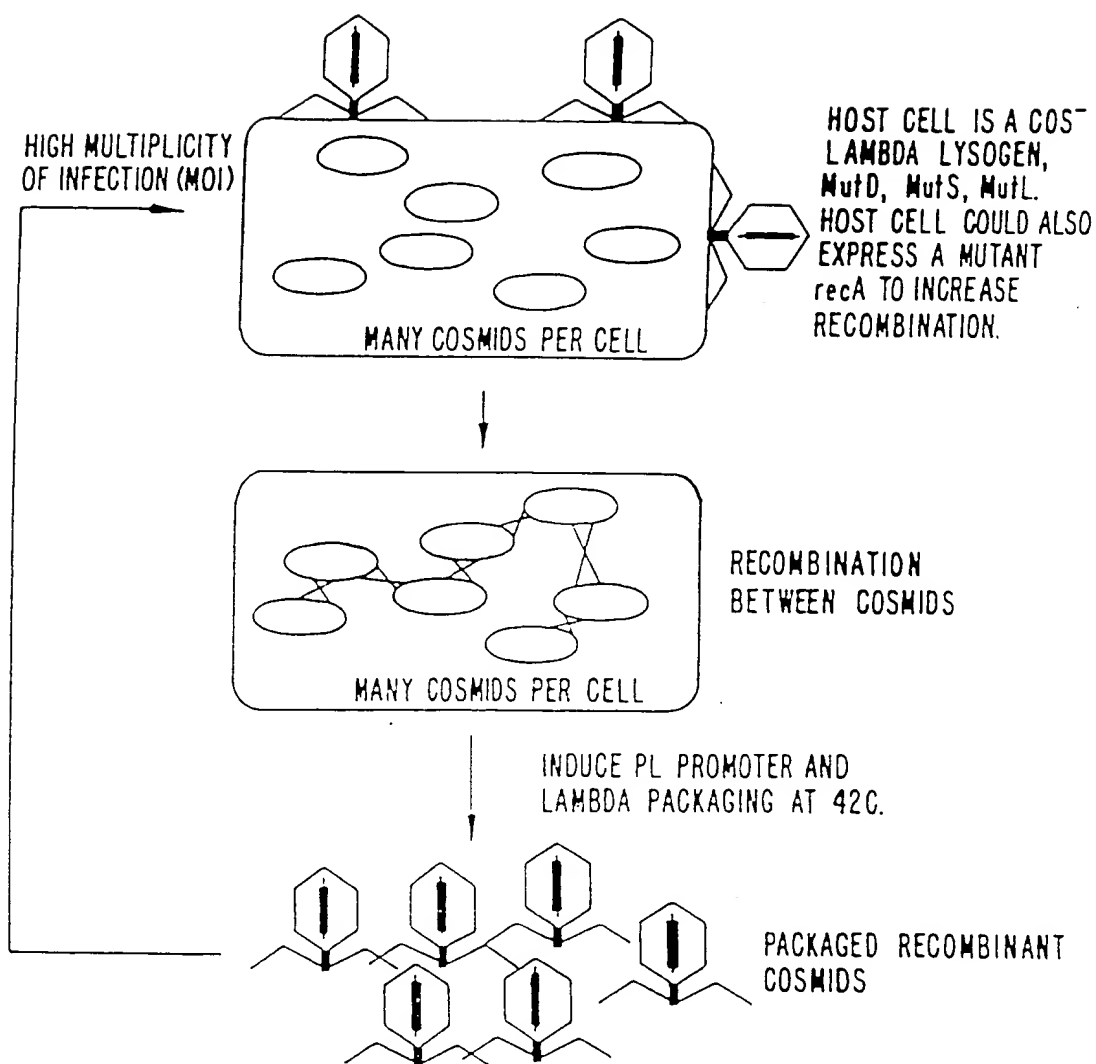 HIGH MULTIPLICITY
OF INFECTION (MOI)
HOST CELL IS A COS⁻
LAMBDA LYSOGEN,
MutD, MutS, MutL.
HOST CELL COULD ALSO
EXPRESS A MUTANT
recA TO INCREASE
RECOMBINATION.
MANY COSMIDS PER CELL
RECOMBINATION
BETWEEN COSMIDS
MANY COSMIDS PER CELL
INDUCE PL PROMOTER AND
LAMBDA PACKAGING AT 42C.
PACKAGED RECOMBINANT
COSMIDS